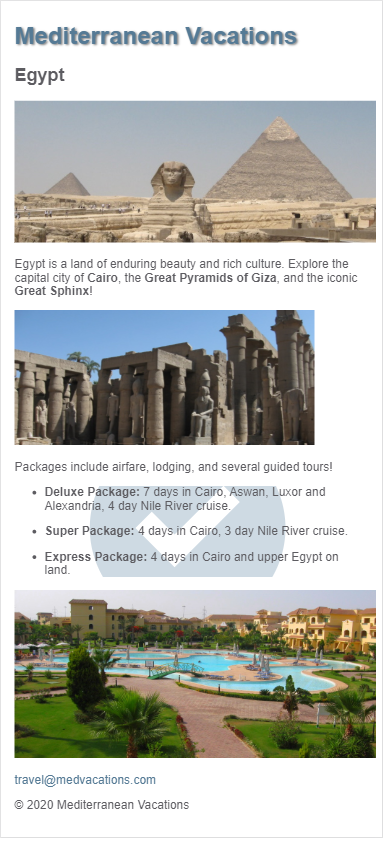 Mediterranean Vacations
Egypt
Egypt is a land of enduring beauty and rich culture. Explore the
capital city of Cairo, the Great Pyramids of Giza, and the iconic
Great Sphinx!
Packages include airfare, lodging, and several guided tours!
• Deluxe Package: 7 days in Cairo, Aswan, Luxor and
Alexandria, 4 day Nile River cruise.
• Super Package: 4 days in Cairo, 3 day Nile River cruise.
• Express Package: 4 days in Cairo and upper Egypt on
land.
travel@medvacations.com
© 2020 Mediterranean Vacations